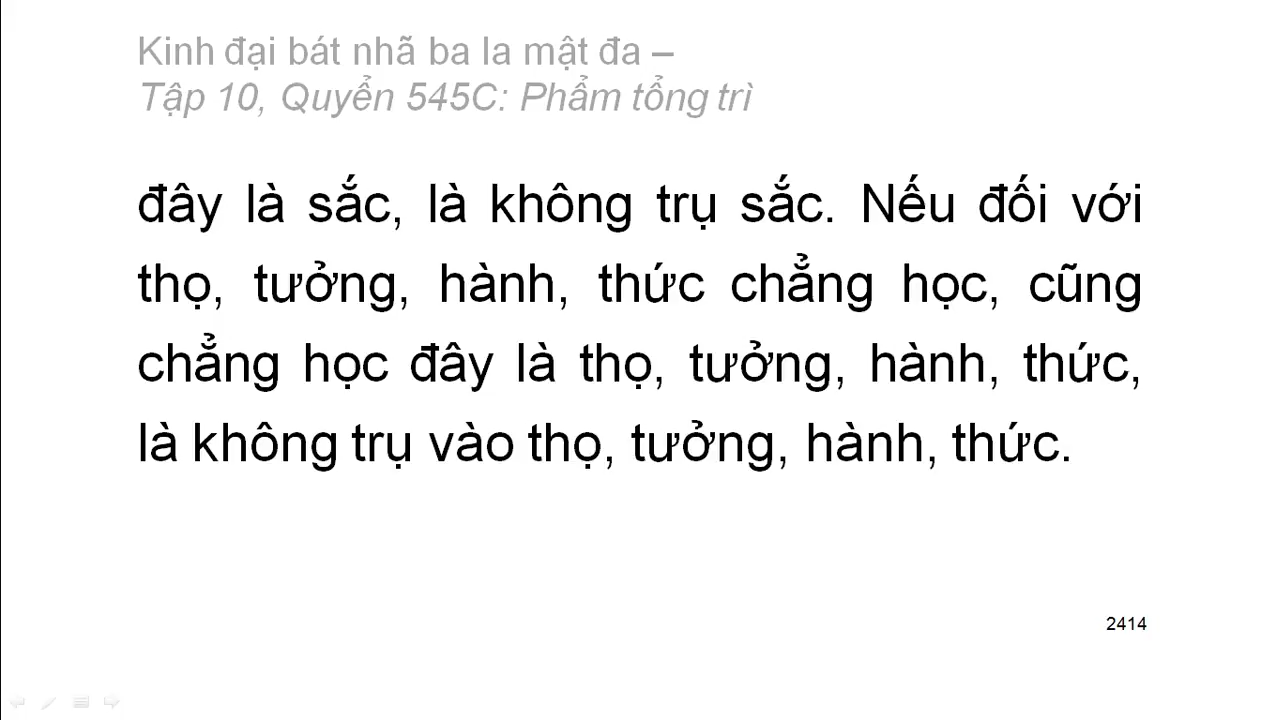 Kinh đại bát nhã ba la mật đa –
Tập 10, Quyển 545C: Phẩm tổng trì
đây là sắc, là không trụ sắc. Nếu đối với
thọ, tưởng, hành, thức chẳng học, cũng
chẳng học đây là thọ, tưởng, hành, thức,
là không trụ vào thọ, tưởng, hành, thức.
2414